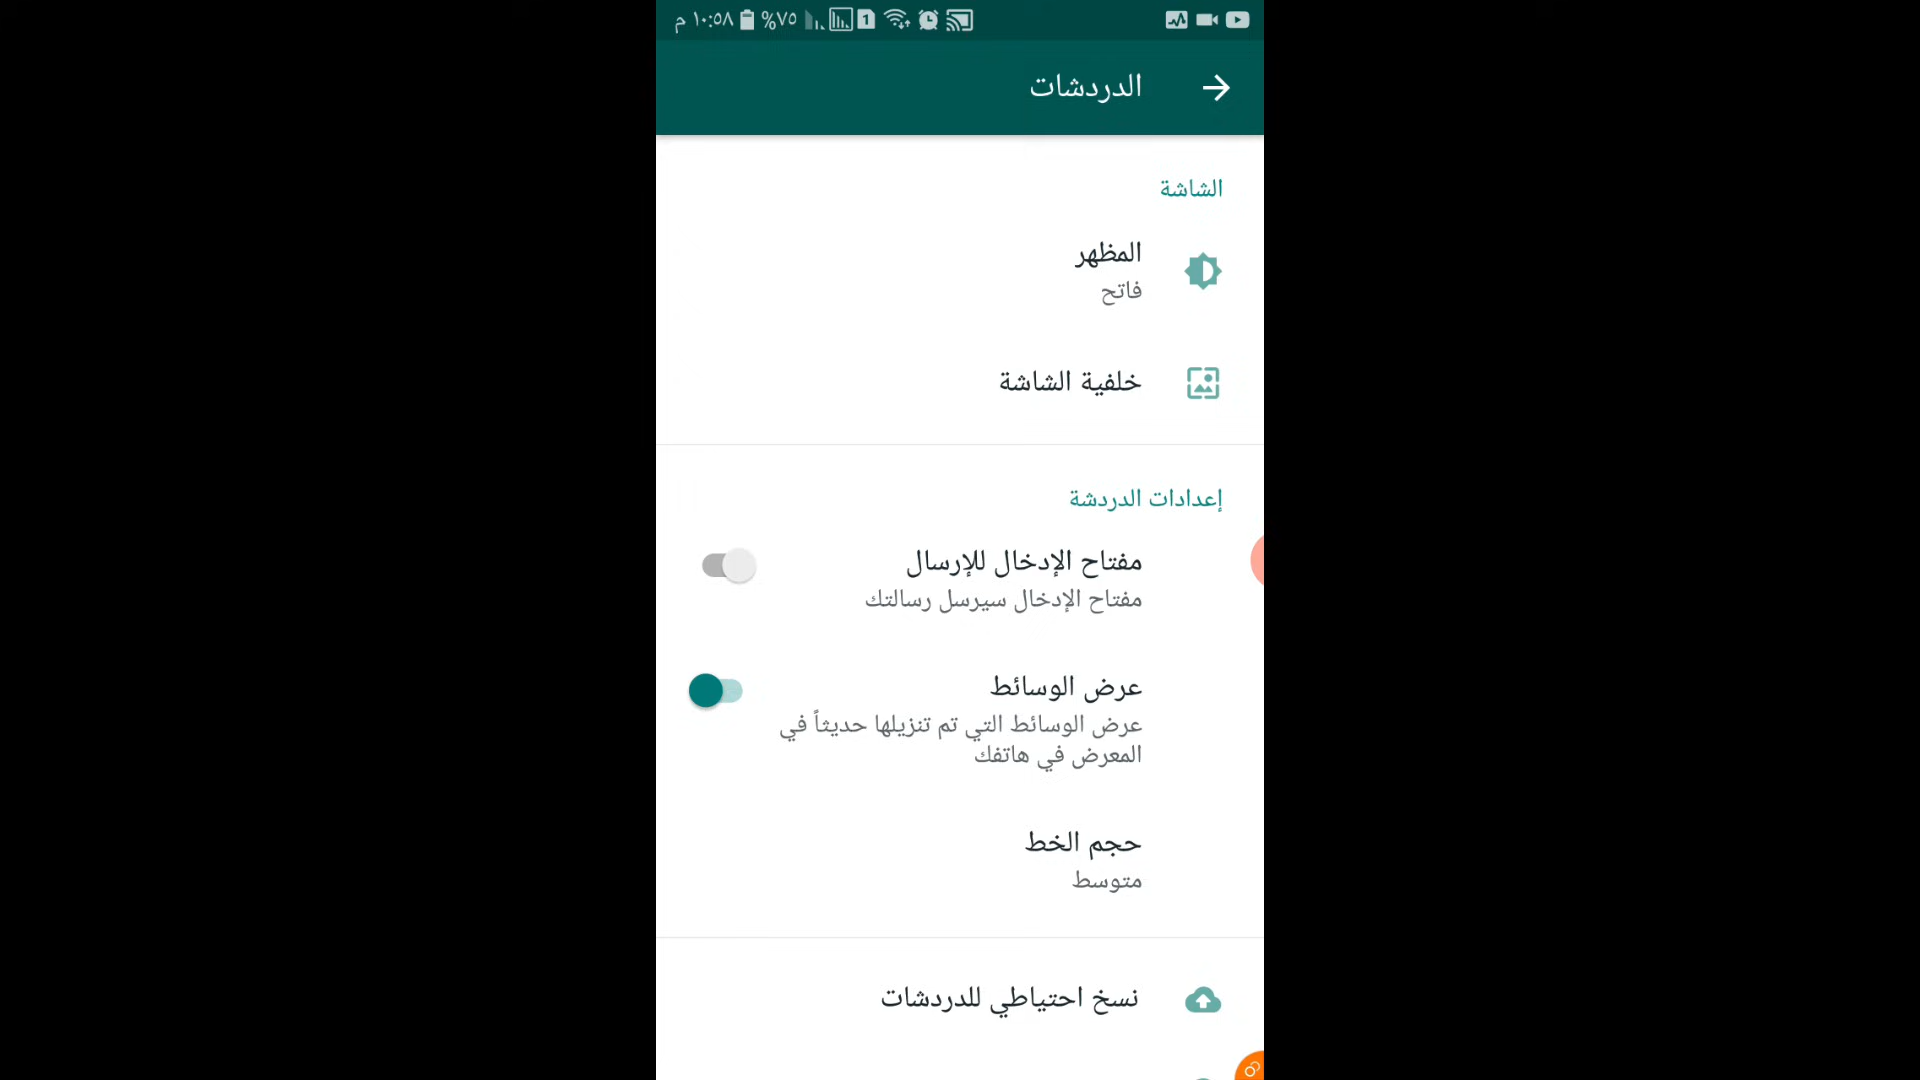 ١٠:٥٨ م %٧٥ 1
الدردشات
الشاشة
المظهر
فاتح
خلفية الشاشة
إعدادات الدردشة
مفتاح الإدخال للإرسال
مفتاح الإدخال سيرسل رسالتك
عرض الوسائط
عرض الوسائط التي تم تنزيلها حديثاً في
المعرض في هاتفك
حجم الخط
متوسط
نسخ احتياطي للدردشات